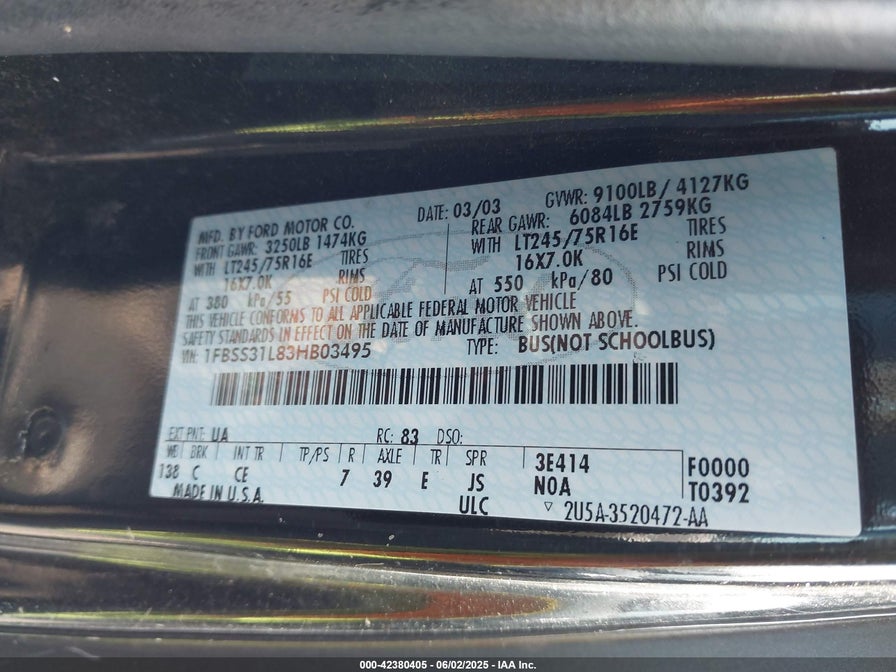 MFD. BY FORD MOTOR CO.
DATE: 03/03
GVWR: 9100LB / 4127KG
FRONT GAWR: 3250LB 1474KG
REAR GAWR: 6084LB 2759KG
WITH LT245/75R16E TIRES
WITH LT245/75R16E TIRES
16X7.0K RIMS
16X7.0K RIMS
AT 380 kPa/55 PSI COLD
AT 550 kPa/80 PSI COLD
THIS VEHICLE CONFORMS TO ALL APPLICABLE FEDERAL MOTOR VEHICLE
SAFETY STANDARDS IN EFFECT ON THE DATE OF MANUFACTURE SHOWN ABOVE.
VIN: 1FBSS31L83HB03495
TYPE: BUS(NOT SCHOOLBUS)
EXT PNT: UA RC: 83 DSO:
WB BRK INT TR TP/PS R AXLE TR SPR
138 C CE 7 39 E JS
3E414
N0A
F0000
T0392
MADE IN U.S.A. ULC
▽ 2U5A-3520472-AA
000-42380405 - 06/02/2025 - IAA Inc.